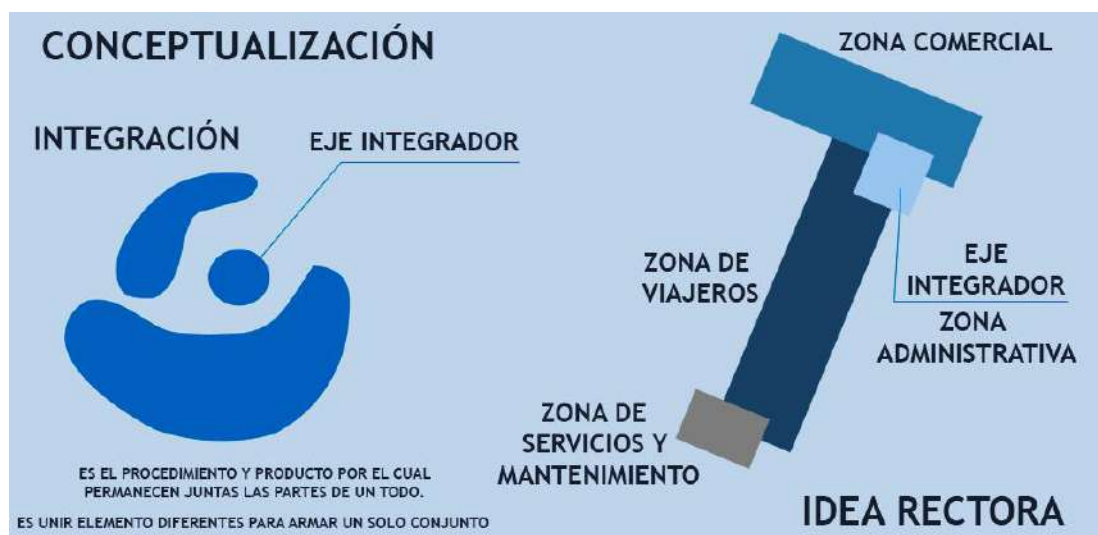 CONCEPTUALIZACIÓN
INTEGRACIÓN
EJE INTEGRADOR
ES EL PROCEDIMIENTO Y PRODUCTO POR EL CUAL
PERMANECEN JUNTAS LAS PARTES DE UN TODO.
ES UNIR ELEMENTO DIFERENTES PARA ARMAR UN SOLO CONJUNTO
ZONA COMERCIAL
ZONA DE
VIAJEROS
EJE
INTEGRADOR
ZONA
ADMINISTRATIVA
ZONA DE
SERVICIOS Y
MANTENIMIENTO
IDEA RECTORA